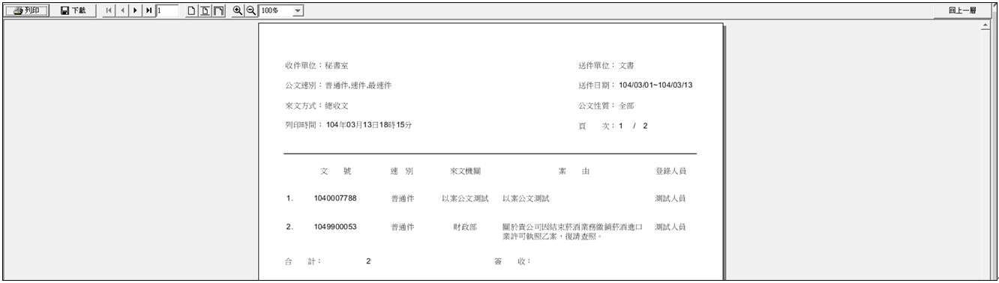 列印 下載 1 100% 回上一層
收件單位：秘書室 送件單位： 文書
公文速別：普通件,速件,最速件 送件日期： 104/03/01~104/03/13
來文方式：總收文 公文性質： 全部
列印時間： 104年03月13日18時15分 頁 次： 1 / 2
文 號 速 別 來文機關 案 由 登錄人員
1. 1040007788 普通件 以案公文測試 以案公文測試 測試人員
2. 1049900053 普通件 財政部 關於貴公司因結束菸酒業務繳銷菸酒進口 測試人員
業許可執照乙案，復請查照。
合 計： 2 簽 收：